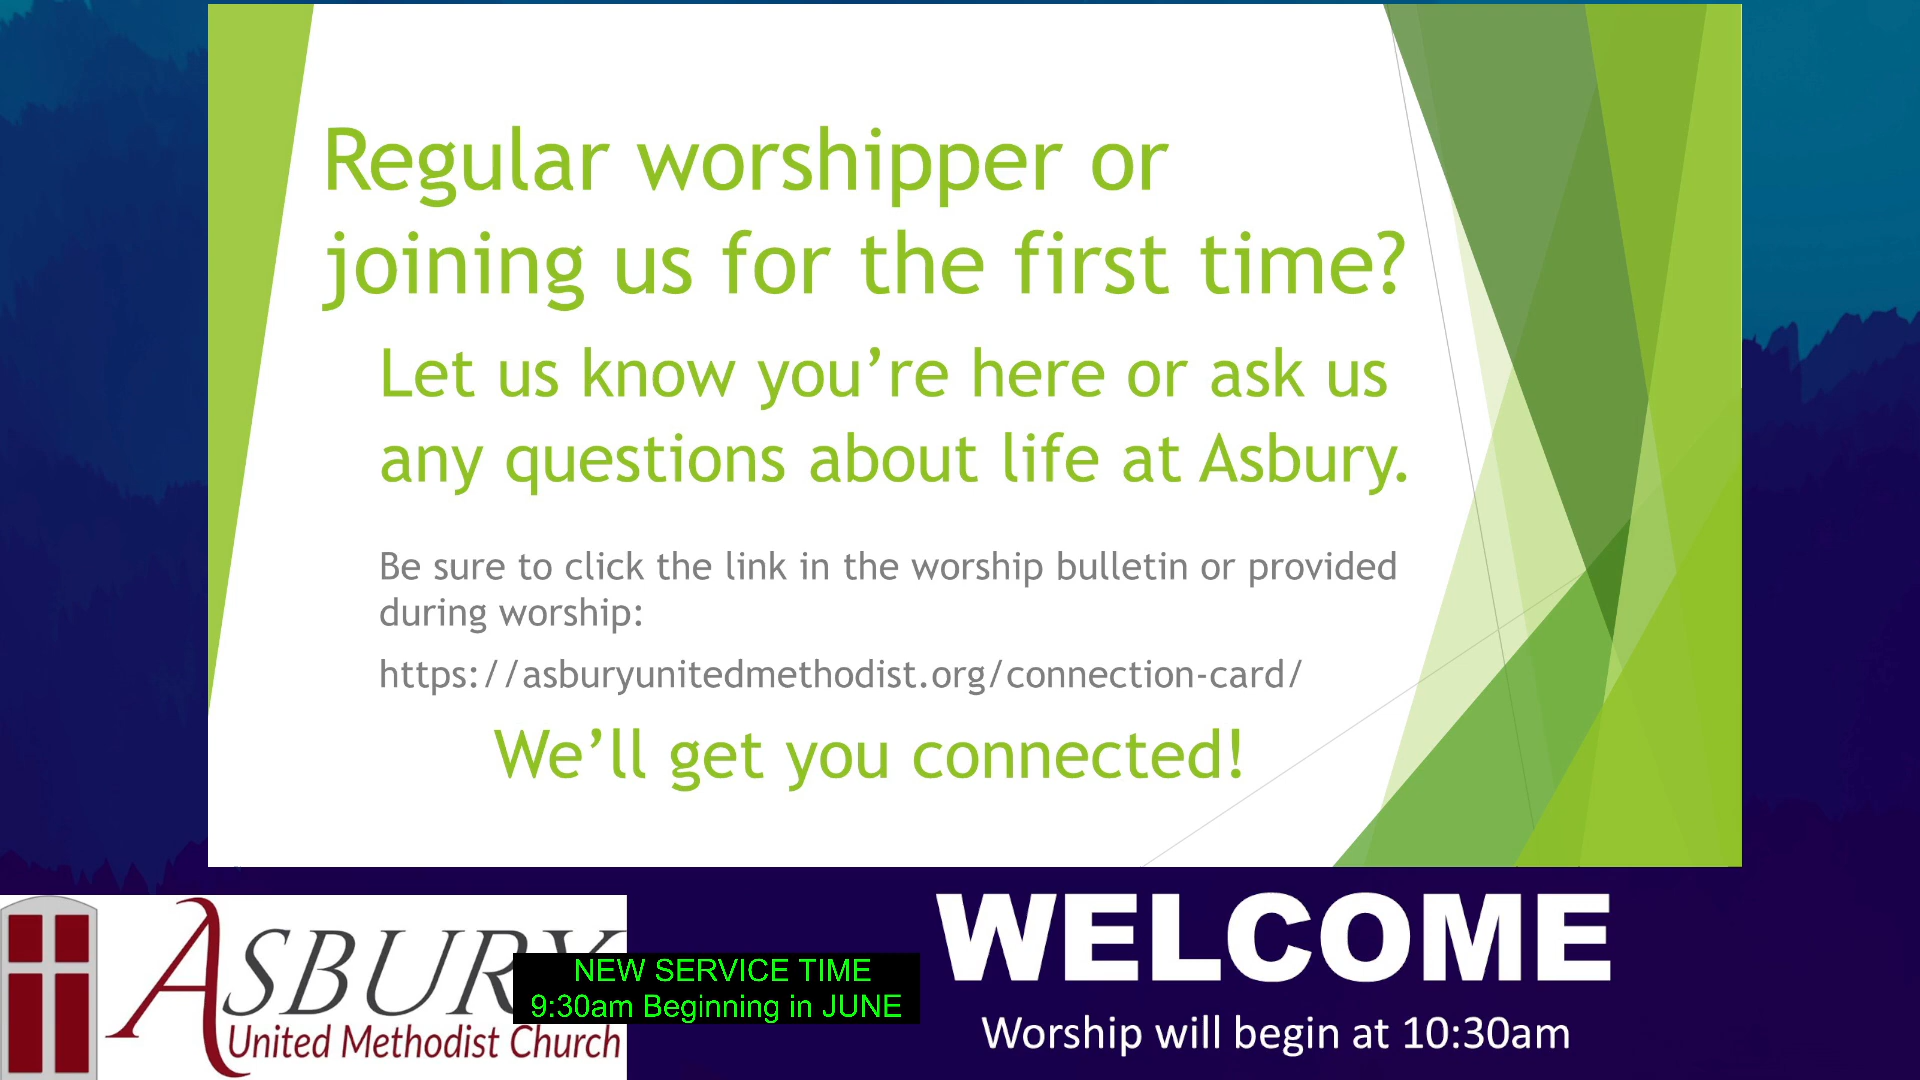 Regular worshipper or
joining us for the first time?
Let us know you’re here or ask us
any questions about life at Asbury.
Be sure to click the link in the worship bulletin or provided
during worship:
https://asburyunitedmethodist.org/connection-card/
We’ll get you connected!
ASBURY
United Methodist Church
NEW SERVICE TIME
9:30am Beginning in JUNE
WELCOME
Worship will begin at 10:30am